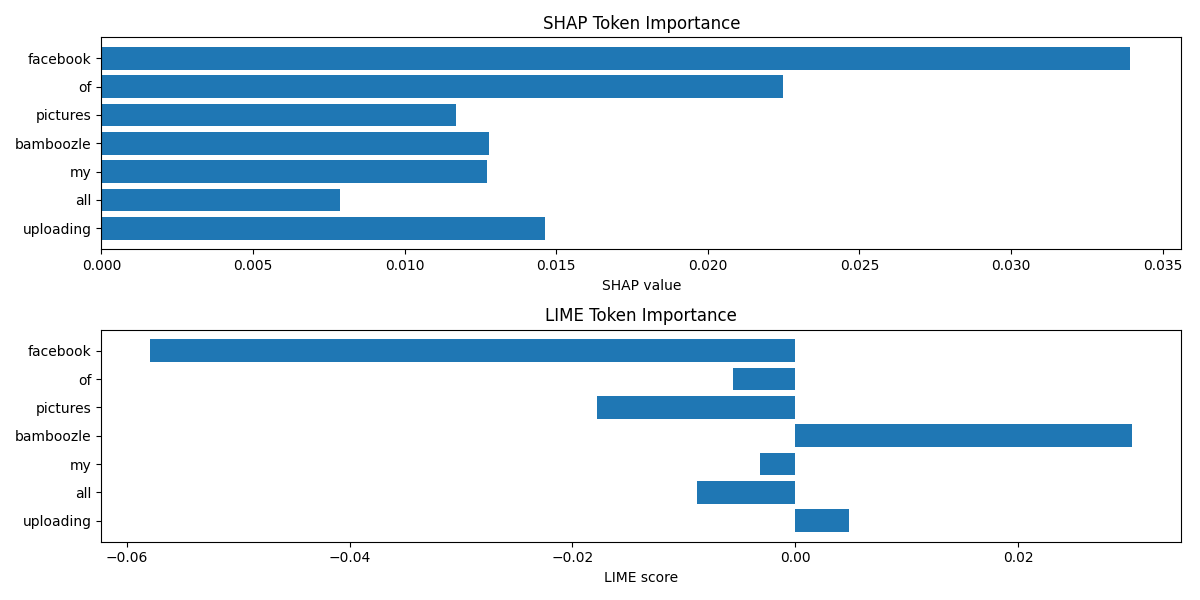 SHAP Token Importance
facebook
of
pictures
bamboozle
my
all
uploading
0.000 0.005 0.010 0.015 0.020 0.025 0.030 0.035
SHAP value
LIME Token Importance
facebook
of
pictures
bamboozle
my
all
uploading
−0.06 −0.04 −0.02 0.00 0.02
LIME score